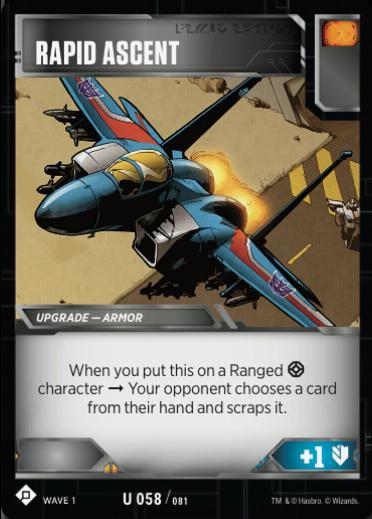 RAPID ASCENT
UPGRADE — ARMOR
When you put this on a Ranged
character → Your opponent chooses a card
from their hand and scraps it.
+1
WAVE 1
U 058 / 081
TM & © Hasbro. © Wizards.